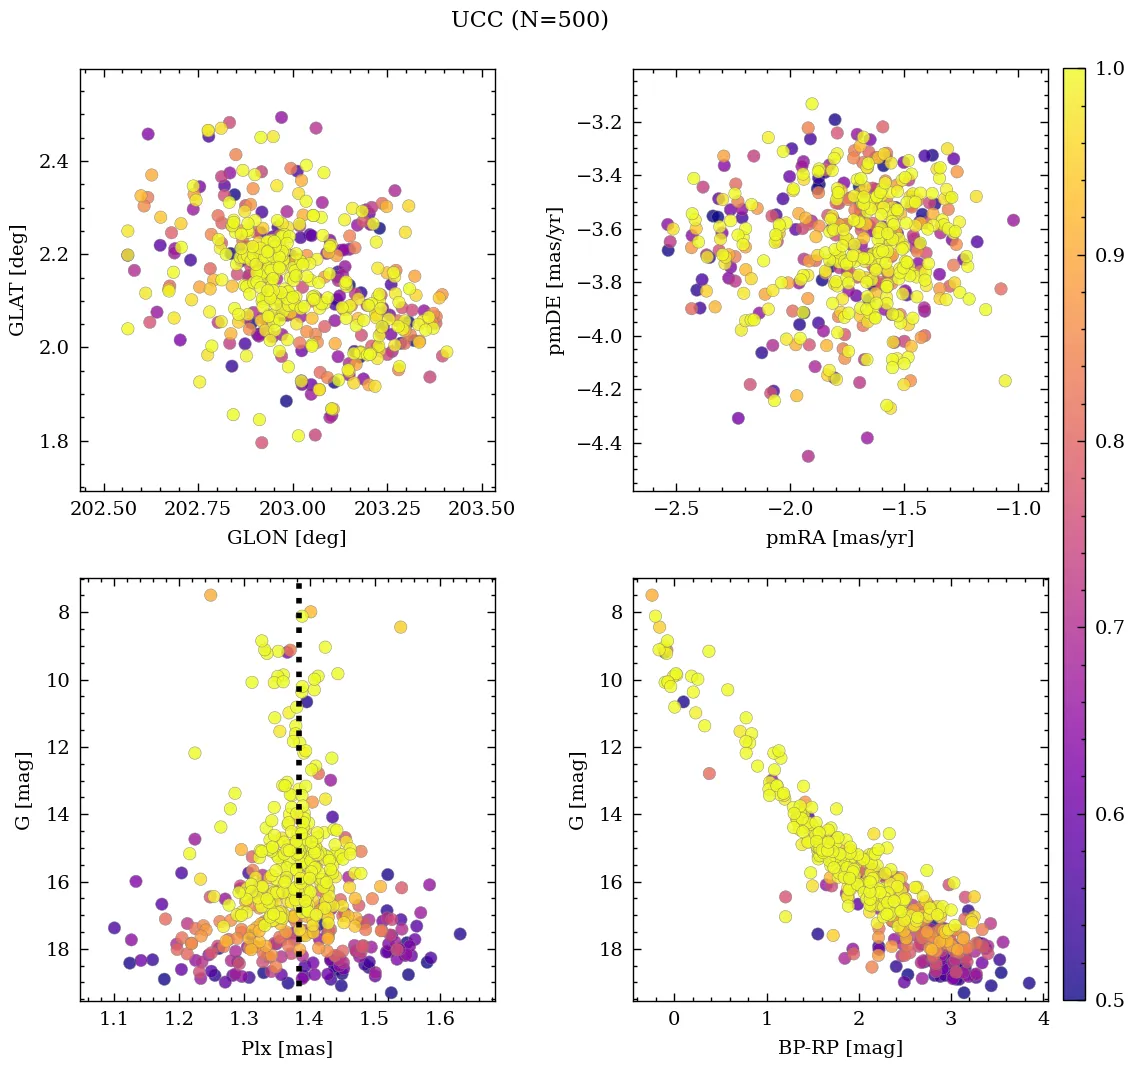 UCC (N=500)
2.4
2.2
2.0
1.8
GLAT [deg]
202.50 202.75 203.00 203.25 203.50
GLON [deg]
−3.2
−3.4
−3.6
−3.8
−4.0
−4.2
−4.4
pmDE [mas/yr]
−2.5 −2.0 −1.5 −1.0
pmRA [mas/yr]
8
10
12
14
16
18
G [mag]
1.1 1.2 1.3 1.4 1.5 1.6
Plx [mas]
8
10
12
14
16
18
G [mag]
0 1 2 3 4
BP-RP [mag]
1.0
0.9
0.8
0.7
0.6
0.5